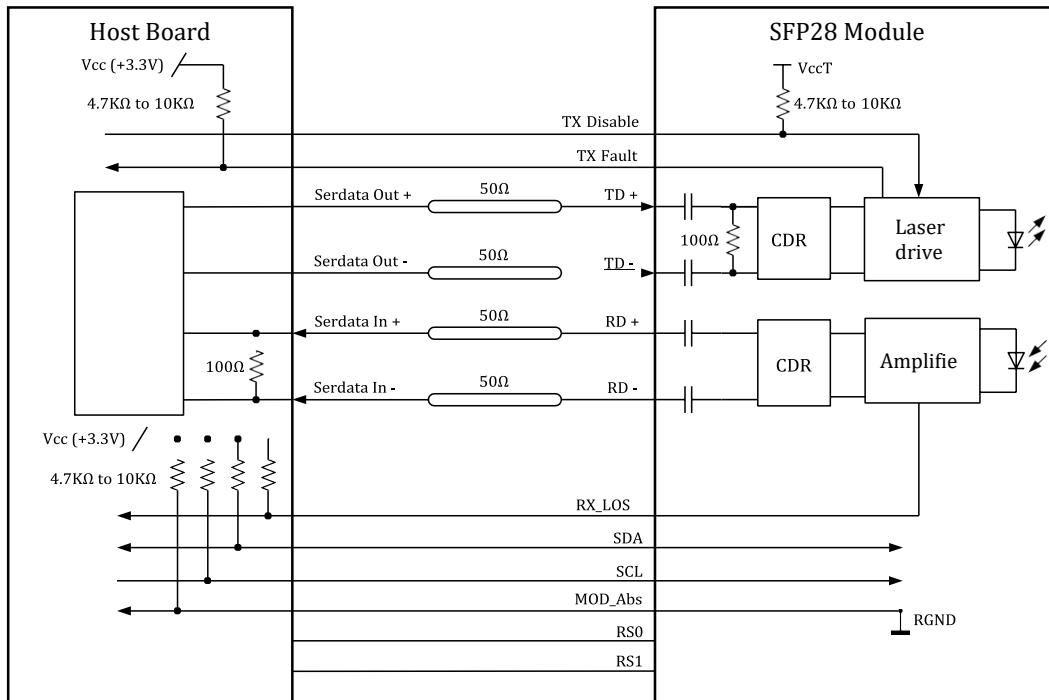 Host Board
SFP28 Module
Vcc (+3.3V)
VccT
4.7KΩ to 10KΩ
4.7KΩ to 10KΩ
TX Disable
TX Fault
Serdata Out +
50Ω
TD +
100Ω
CDR
Laser
drive
Serdata Out -
50Ω
TD -
Serdata In +
50Ω
RD +
100Ω
CDR
Amplifie
Serdata In -
50Ω
RD -
Vcc (+3.3V)
4.7KΩ to 10KΩ
RX_LOS
SDA
SCL
MOD_Abs
RGND
RS0
RS1